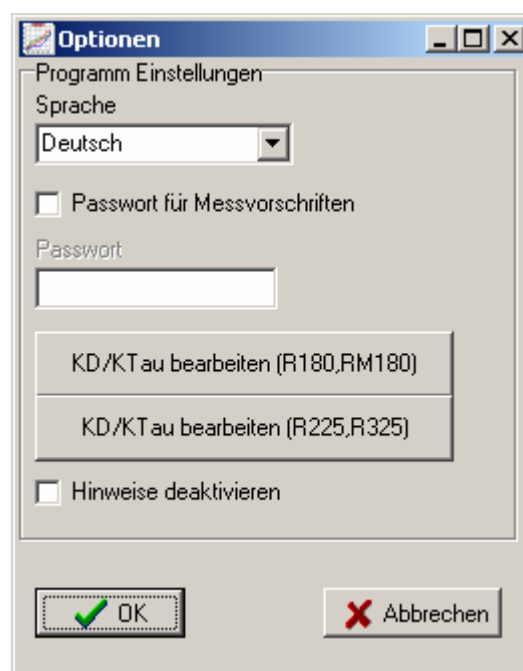 Optionen
Programm Einstellungen
Sprache
Deutsch
Passwort für Messvorschriften
Passwort
KD/KTau bearbeiten (R180,RM180)
KD/KTau bearbeiten (R225,R325)
Hinweise deaktivieren
OK
Abbrechen